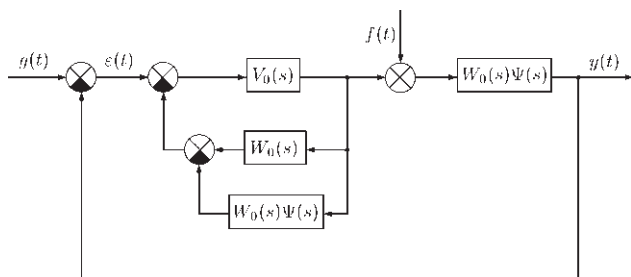 f(t)
g(t)
ε(t)
V₀(s)
W₀(s)Ψ(s)
y(t)
W₀(s)
W₀(s)Ψ(s)